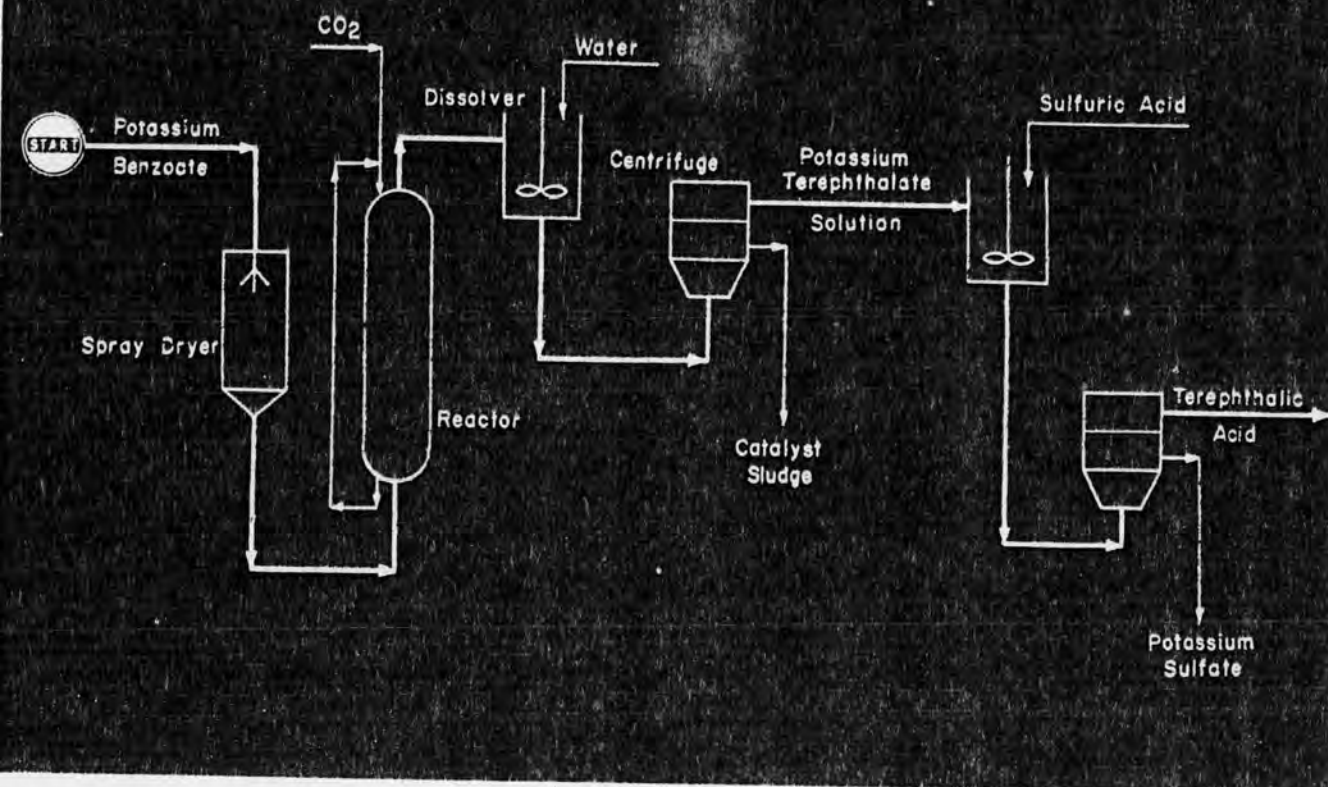 CO2
Water
Dissolver
Sulfuric Acid
START
Potassium
Benzoate
Centrifuge
Potassium
Terephthalate
Solution
Spray Dryer
Reactor
Catalyst
Sludge
Terephthalic
Acid
Potassium
Sulfate